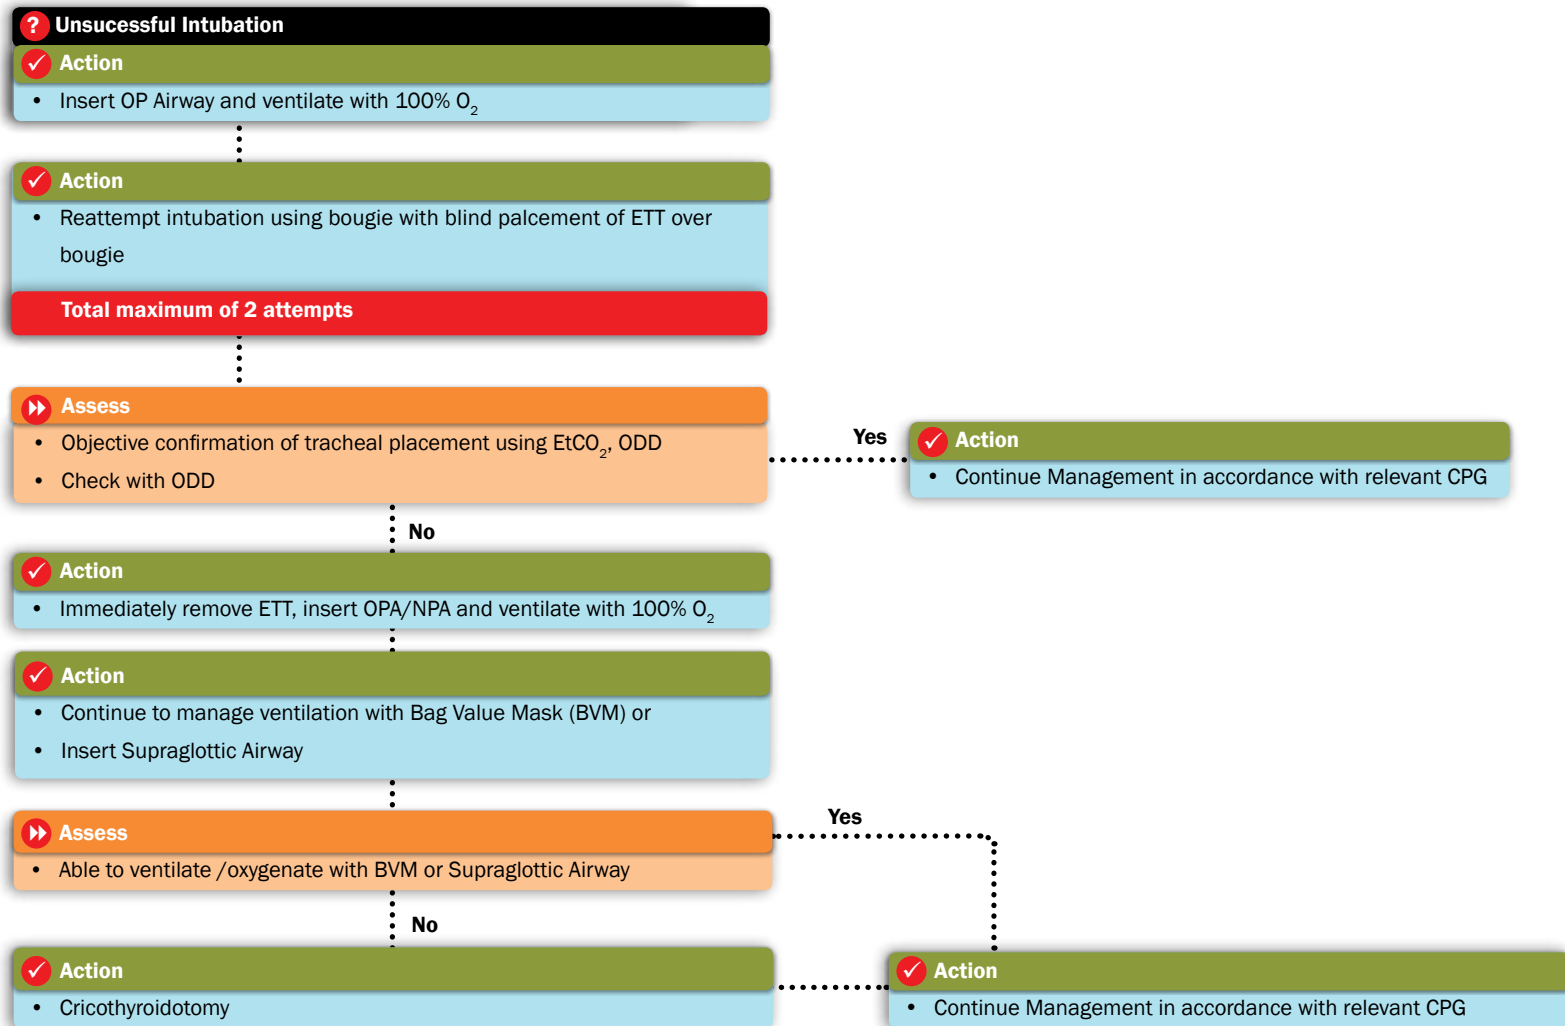 ? Unsucessful Intubation
Action
• Insert OP Airway and ventilate with 100% O₂
Action
• Reattempt intubation using bougie with blind palcement of ETT over
bougie
Total maximum of 2 attempts
Assess
• Objective confirmation of tracheal placement using EtCO₂, ODD
• Check with ODD
Yes
Action
• Continue Management in accordance with relevant CPG
No
Action
• Immediately remove ETT, insert OPA/NPA and ventilate with 100% O₂
Action
• Continue to manage ventilation with Bag Value Mask (BVM) or
• Insert Supraglottic Airway
Assess
• Able to ventilate /oxygenate with BVM or Supraglottic Airway
Yes
No
Action
• Cricothyroidotomy
Action
• Continue Management in accordance with relevant CPG